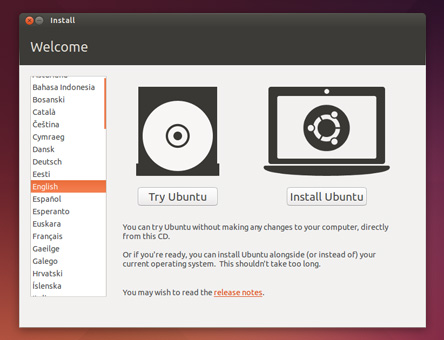 Install
Welcome
Asturianu
Bahasa Indonesia
Bosanski
Català
Čeština
Cymraeg
Dansk
Deutsch
Eesti
English
Español
Esperanto
Euskara
Français
Gaeilge
Galego
Hrvatski
Íslenska
Try Ubuntu
Install Ubuntu
You can try Ubuntu without making any changes to your computer, directly
from this CD.
Or if you're ready, you can install Ubuntu alongside (or instead of) your
current operating system. This shouldn't take too long.
You may wish to read the release notes.